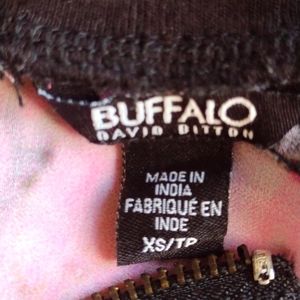 BUFFALO
DAVID BITTON
MADE IN
INDIA
FABRIQUÉ EN
INDE
XS/TP